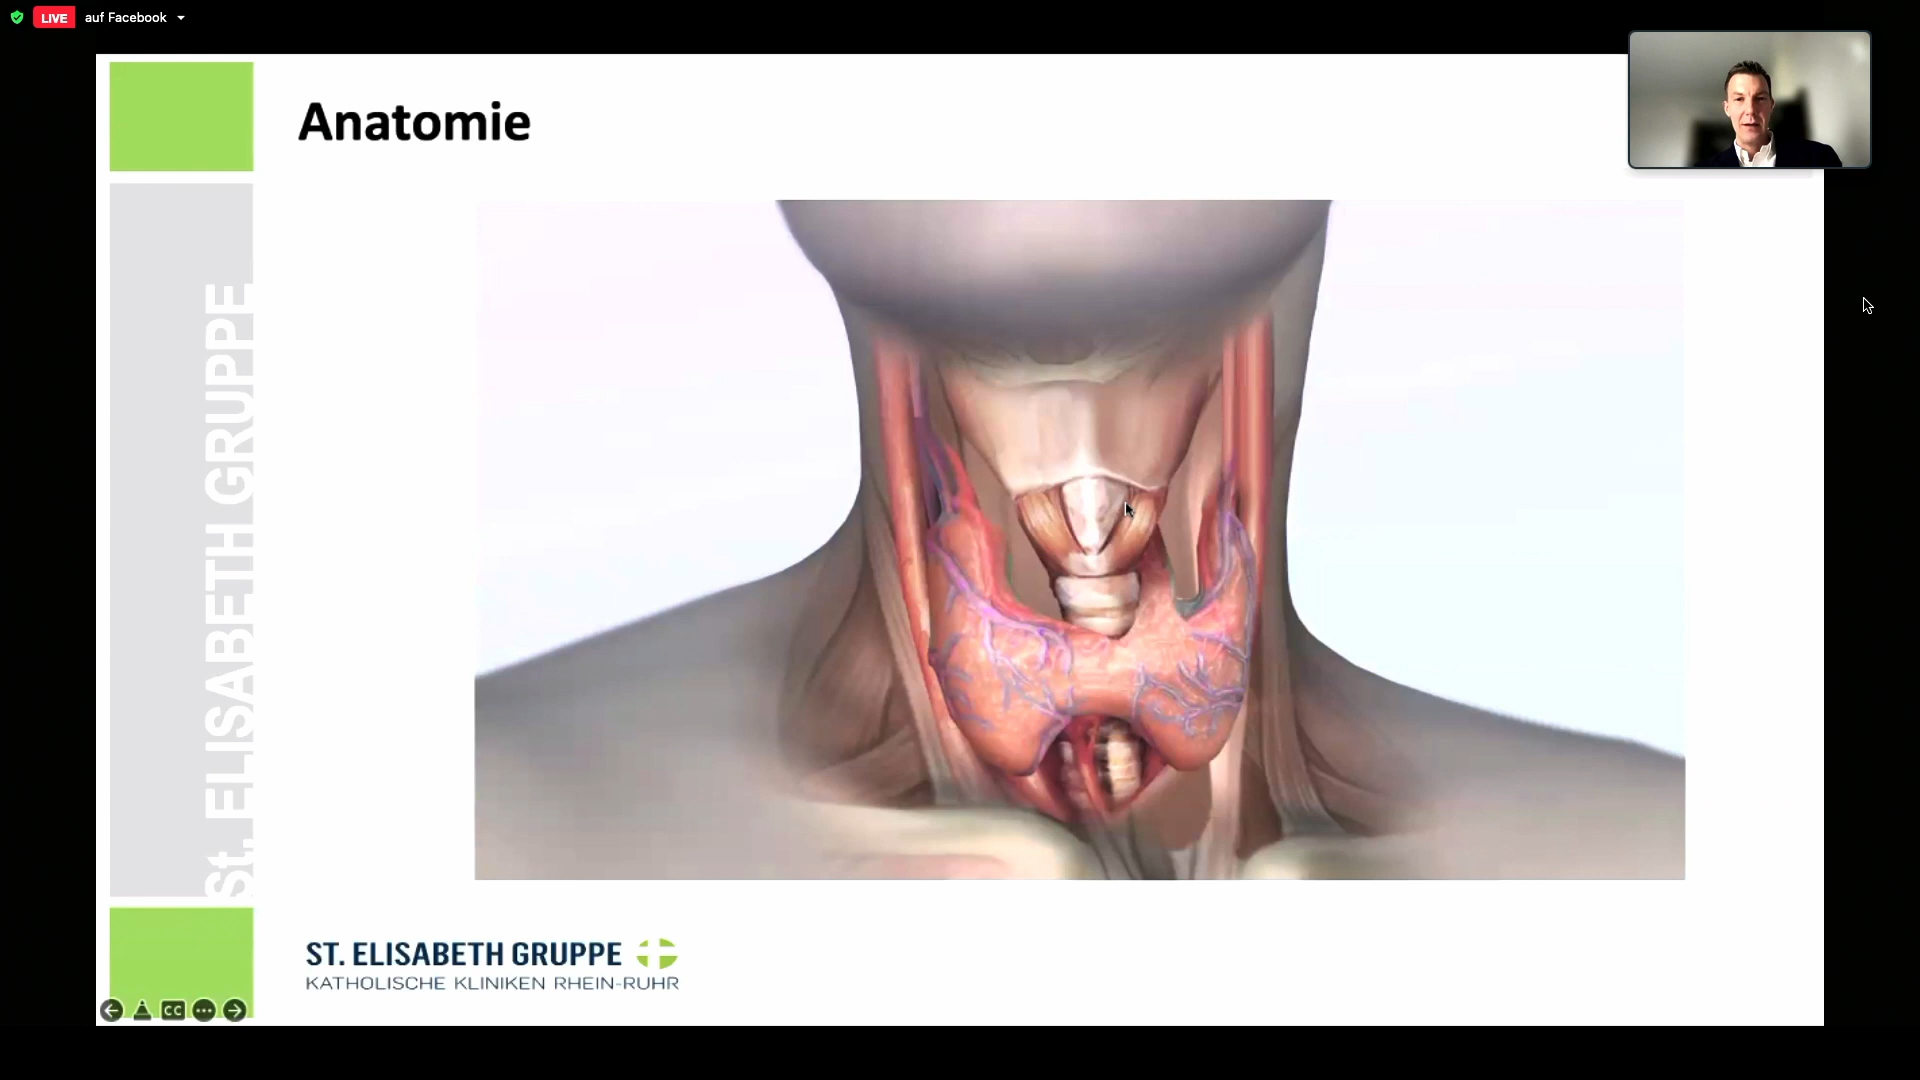 LIVE auf Facebook
Anatomie
St. ELISABETH GRUPPE
ST. ELISABETH GRUPPE
KATHOLISCHE KLINIKEN RHEIN-RUHR
CC